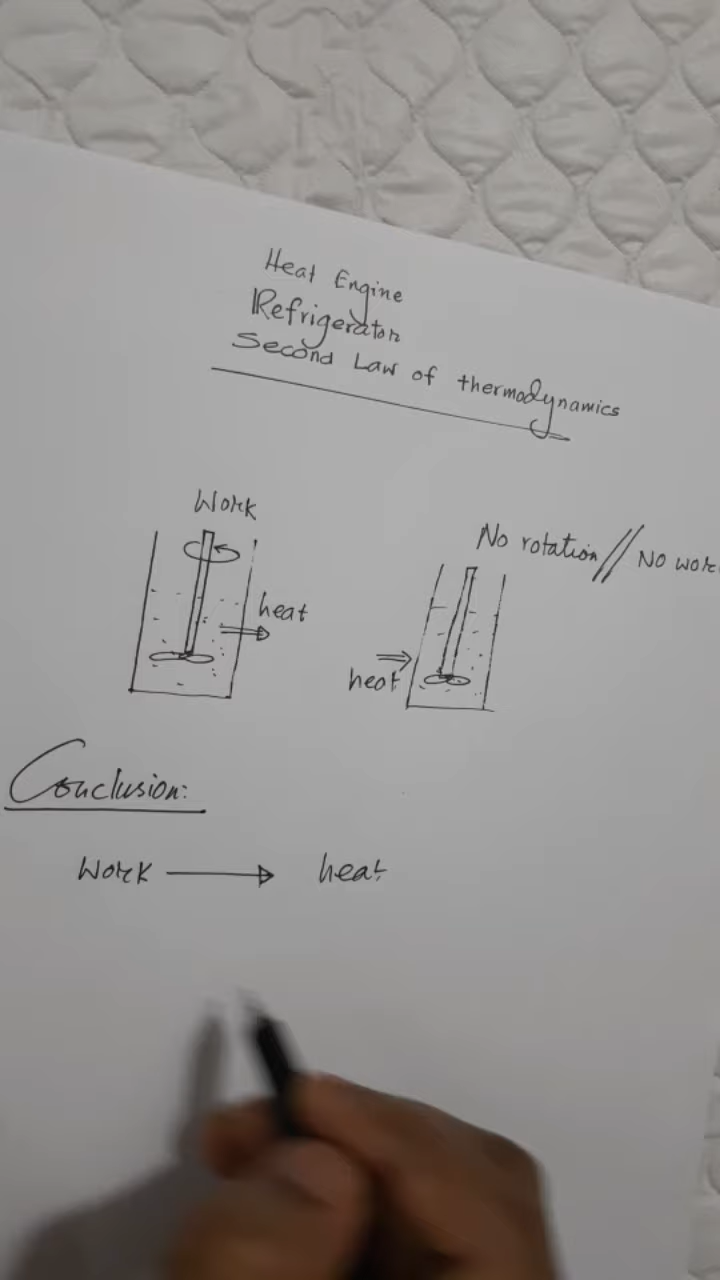 Heat Engine
Refrigerator
Second Law of thermodynamics
Work
heat
No rotation // No work
heat
Conclusion:
Work → heat